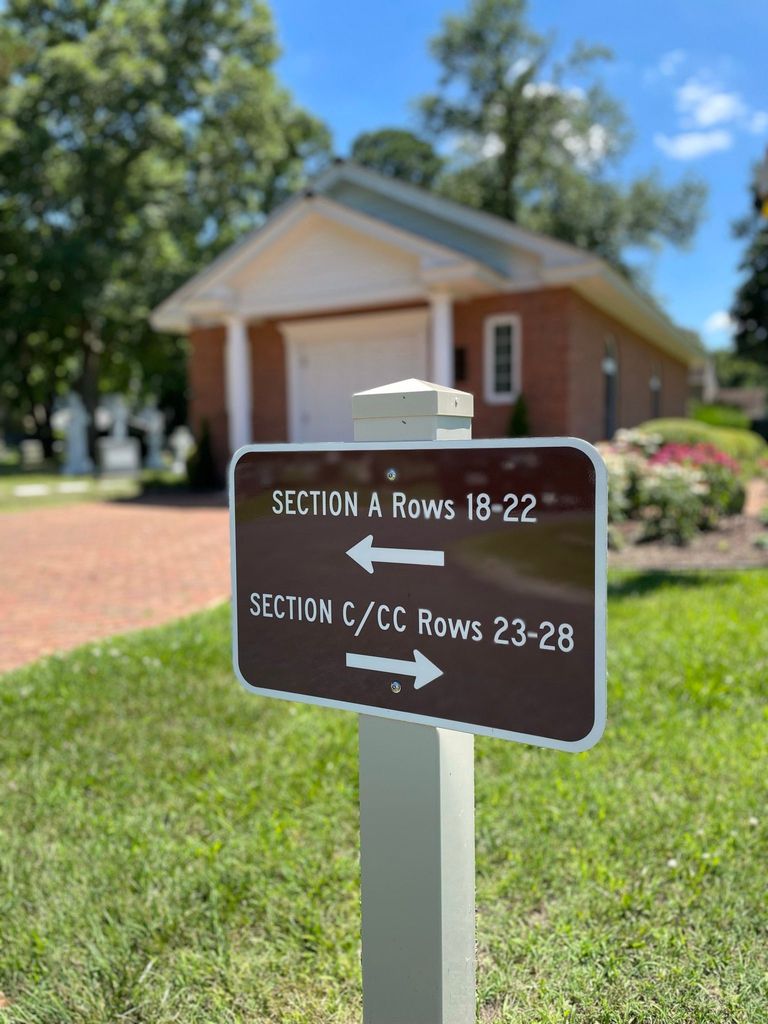 SECTION A Rows 18-22
SECTION C/CC Rows 23-28